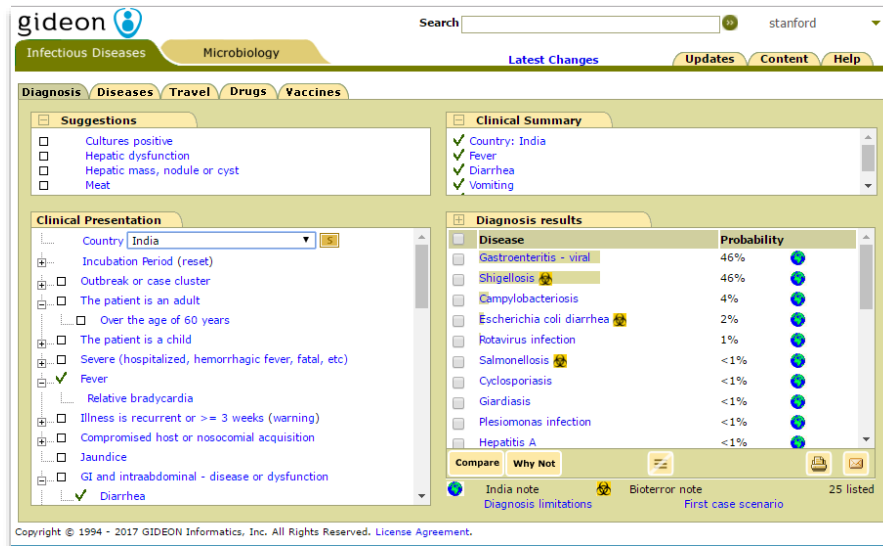 gideon
Search
stanford
Infectious Diseases
Microbiology
Latest Changes
Updates
Content
Help
Diagnosis
Diseases
Travel
Drugs
Vaccines
Suggestions
Cultures positive
Hepatic dysfunction
Hepatic mass, nodule or cyst
Meat
Clinical Summary
Country: India
Fever
Diarrhea
Vomiting
Clinical Presentation
Country India S
Incubation Period (reset)
Outbreak or case cluster
The patient is an adult
Over the age of 60 years
The patient is a child
Severe (hospitalized, hemorrhagic fever, fatal, etc)
Fever
Relative bradycardia
Illness is recurrent or >= 3 weeks (warning)
Compromised host or nosocomial acquisition
Jaundice
GI and intraabdominal - disease or dysfunction
Diarrhea
Diagnosis results
Disease Probability
Gastroenteritis - viral 46%
Shigellosis 46%
Campylobacteriosis 4%
Escherichia coli diarrhea 2%
Rotavirus infection 1%
Salmonellosis <1%
Cyclosporiasis <1%
Giardiasis <1%
Plesiomonas infection <1%
Hepatitis A <1%
Compare Why Not
India note Bioterror note 25 listed
Diagnosis limitations First case scenario
Copyright © 1994 - 2017 GIDEON Informatics, Inc. All Rights Reserved. License Agreement.